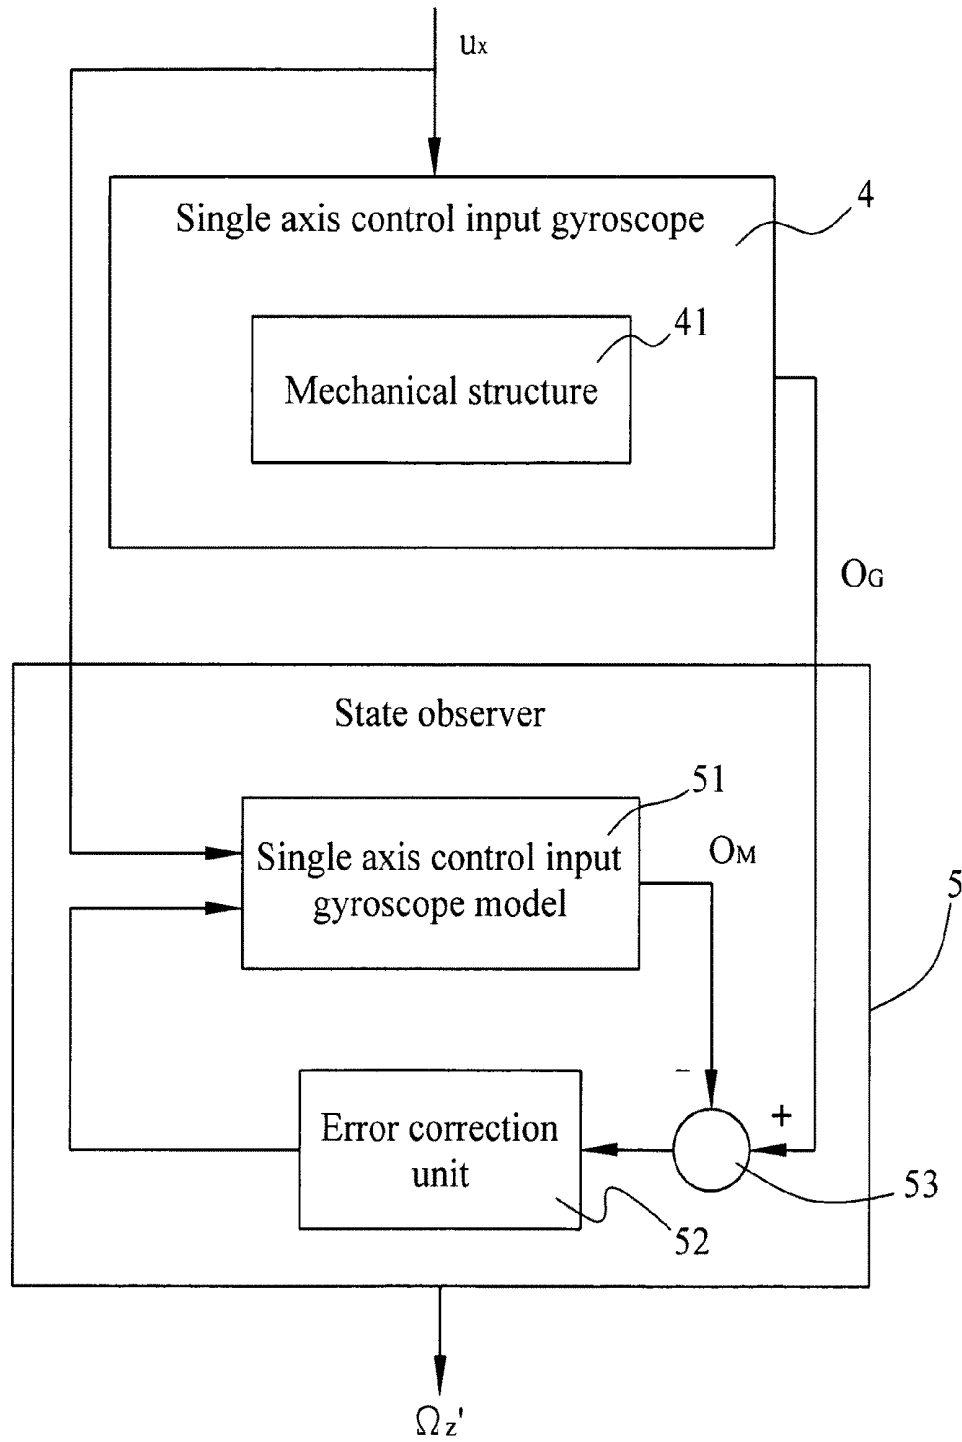 ux
Single axis control input gyroscope
4
41
Mechanical structure
OG
State observer
51
Single axis control input
gyroscope model
OM
5
−
+
Error correction
unit
53
52
Ωz'